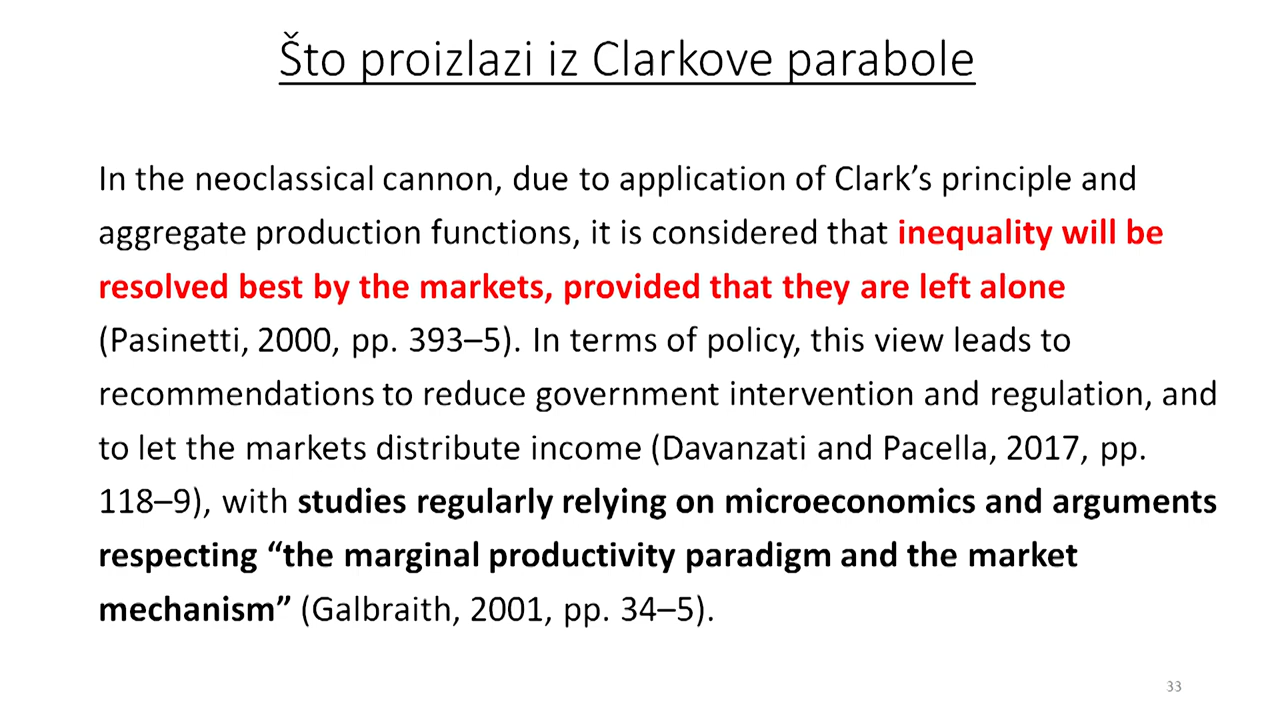 Što proizlazi iz Clarkove parabole
In the neoclassical cannon, due to application of Clark’s principle and
aggregate production functions, it is considered that inequality will be
resolved best by the markets, provided that they are left alone
(Pasinetti, 2000, pp. 393–5). In terms of policy, this view leads to
recommendations to reduce government intervention and regulation, and
to let the markets distribute income (Davanzati and Pacella, 2017, pp.
118–9), with studies regularly relying on microeconomics and arguments
respecting “the marginal productivity paradigm and the market
mechanism” (Galbraith, 2001, pp. 34–5).
33